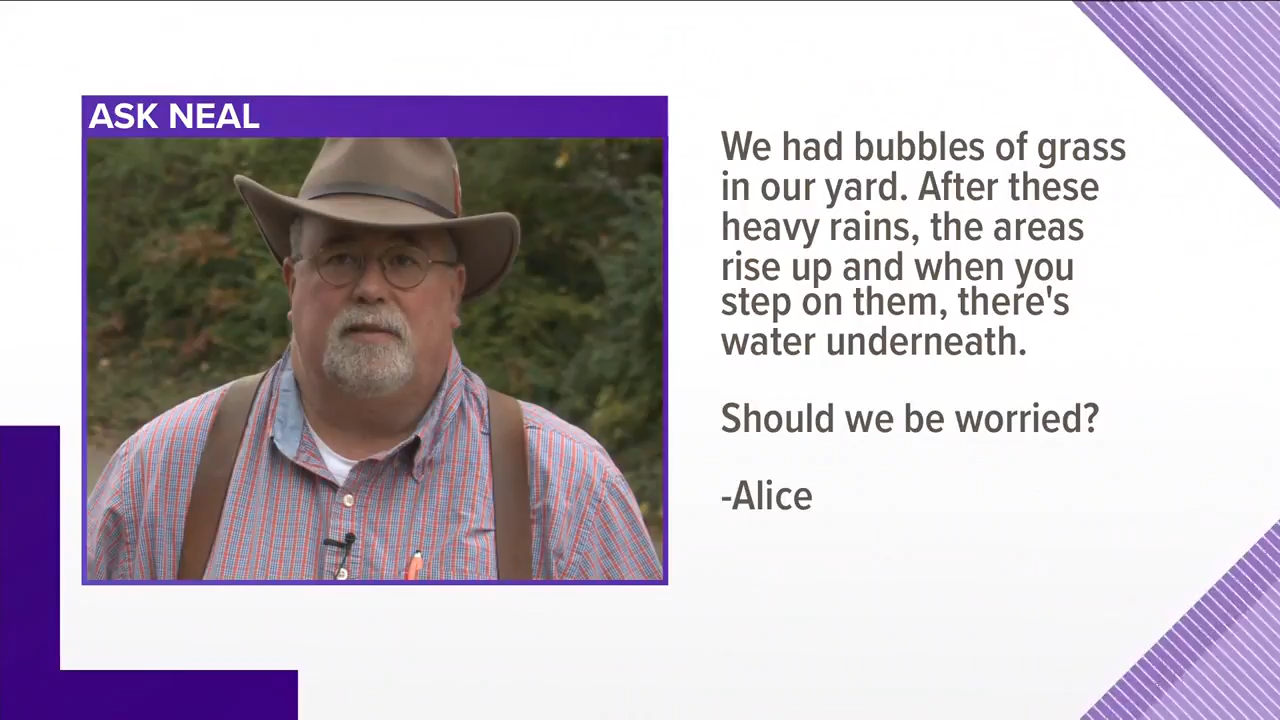 ASK NEAL
We had bubbles of grass
in our yard. After these
heavy rains, the areas
rise up and when you
step on them, there's
water underneath.
Should we be worried?
-Alice